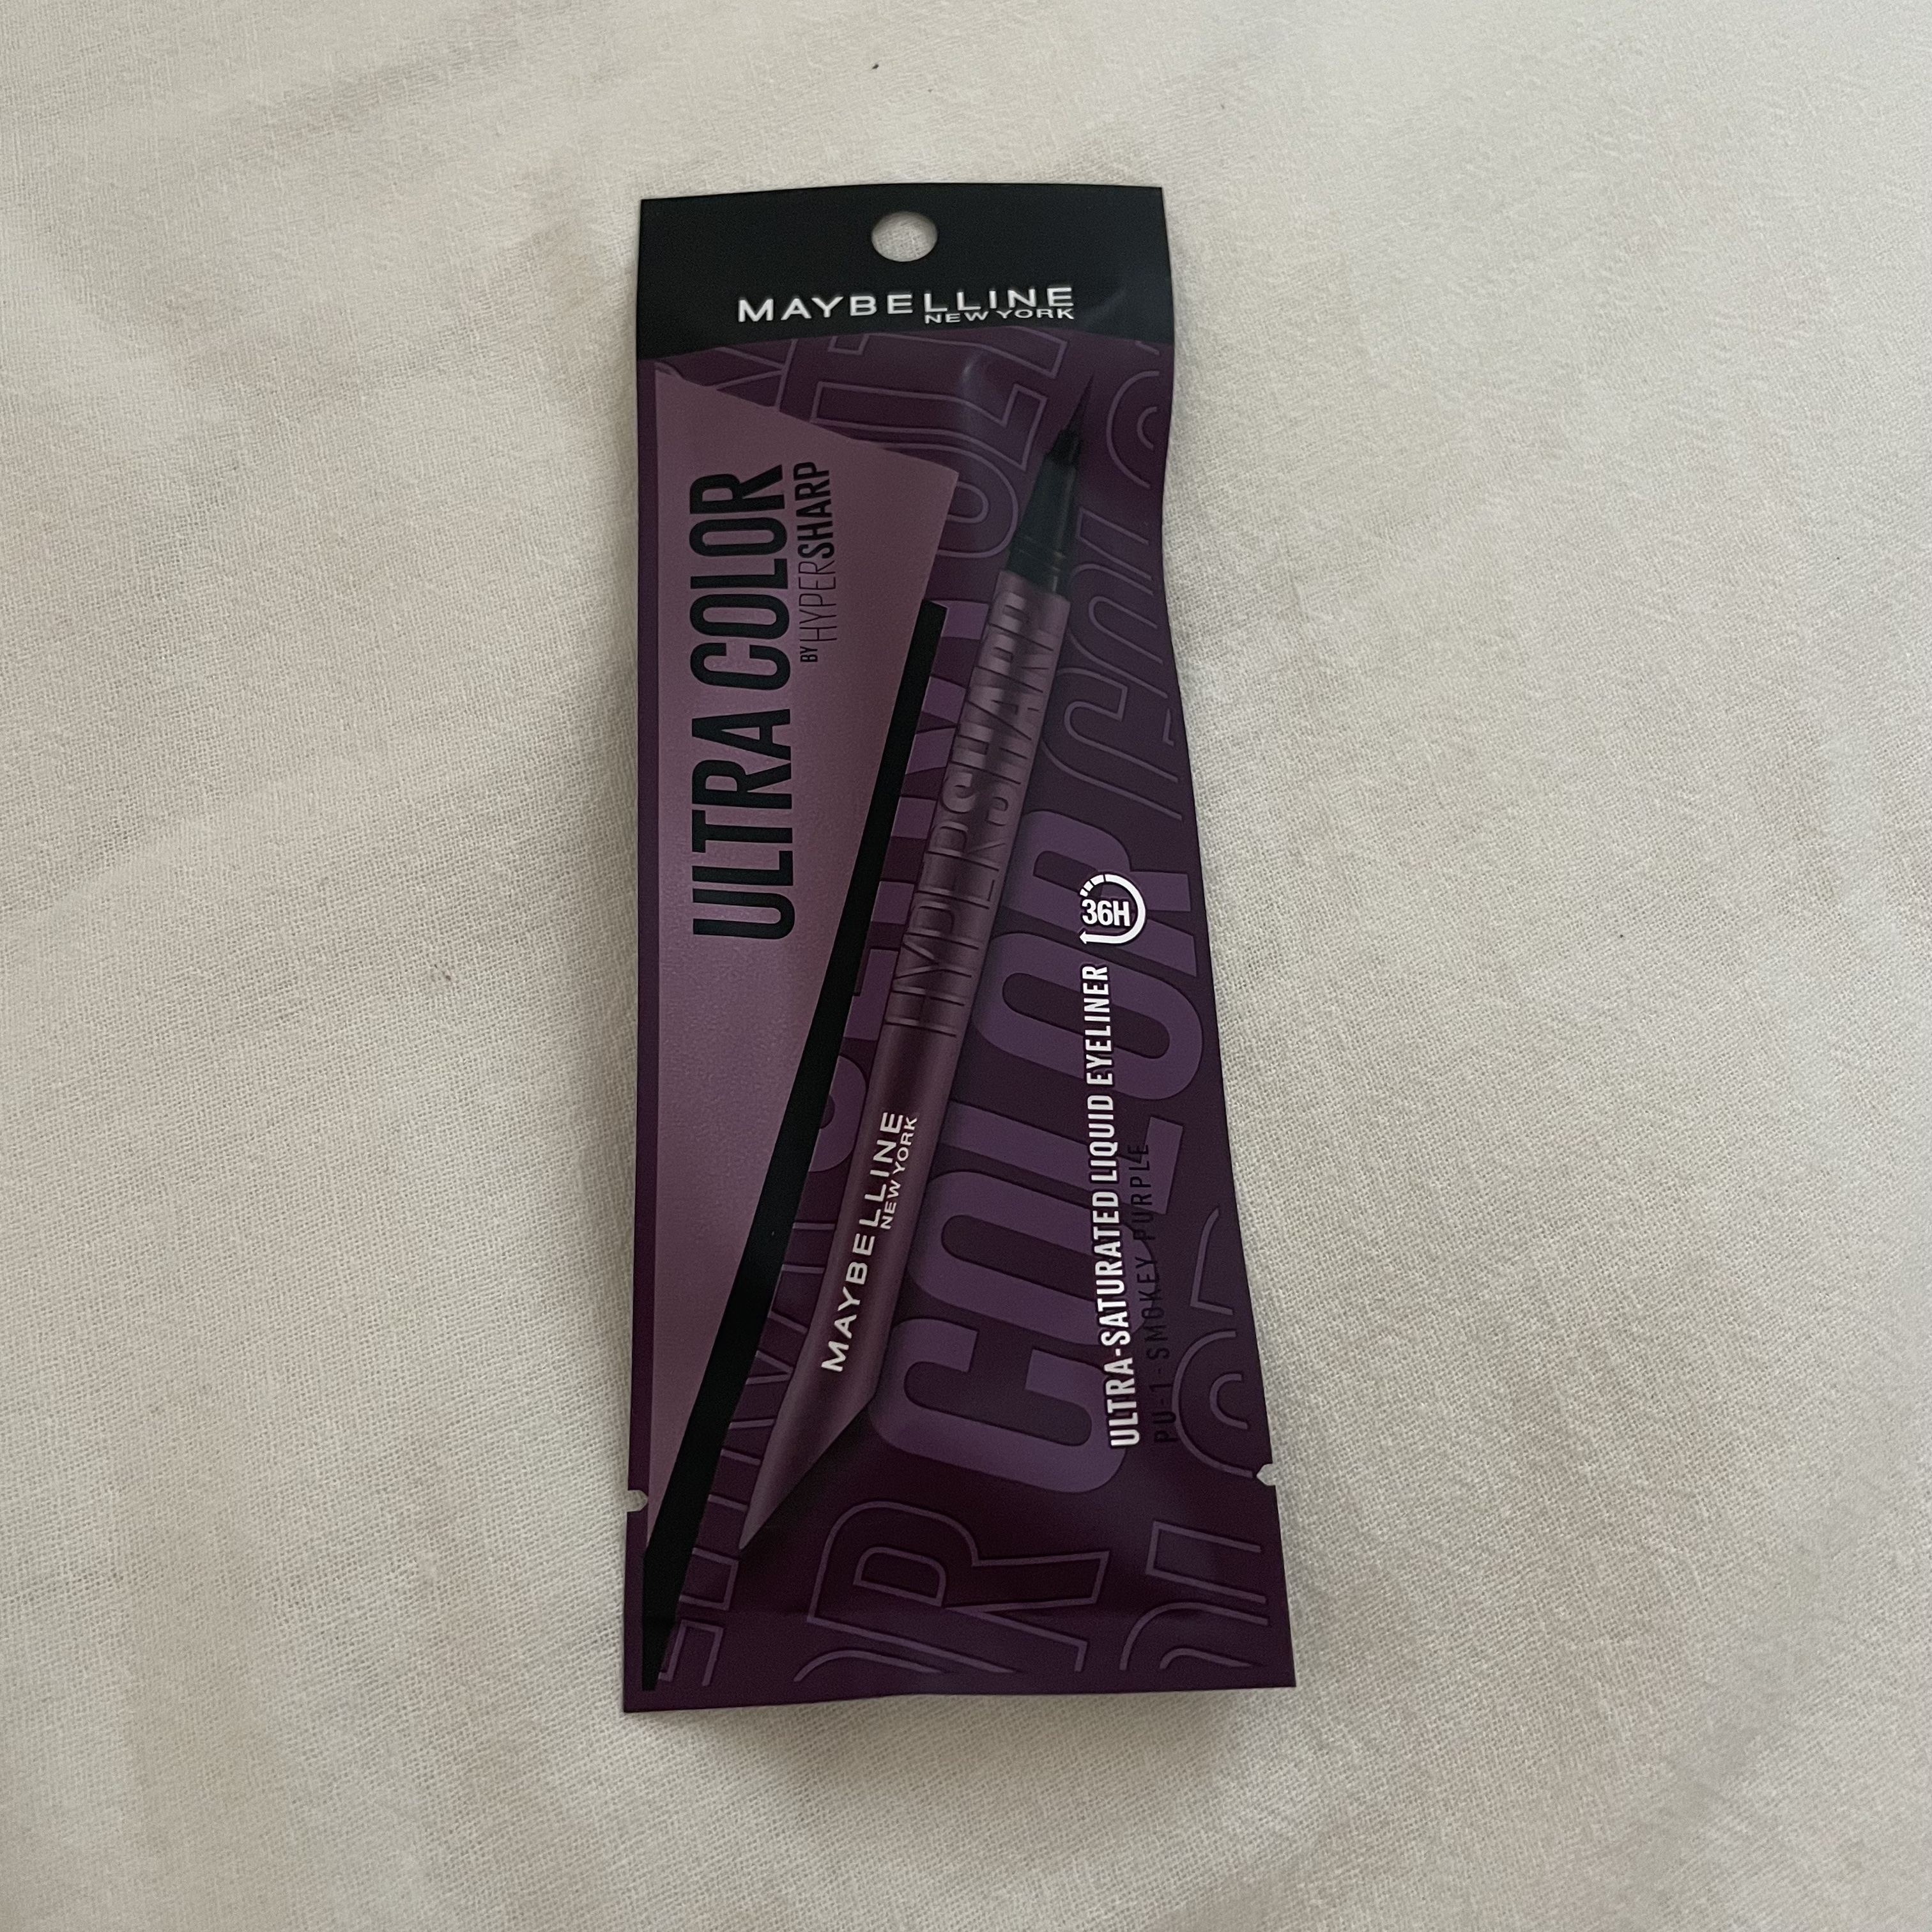 MAYBELLINE
NEW YORK
ULTRA COLOR
BY HYPERSHARP
HYPERSHARP
MAYBELLINE
NEW YORK
COLOR
36H
ULTRA-SATURATED LIQUID EYELINER
PU-1-SMOKEY PURPLE